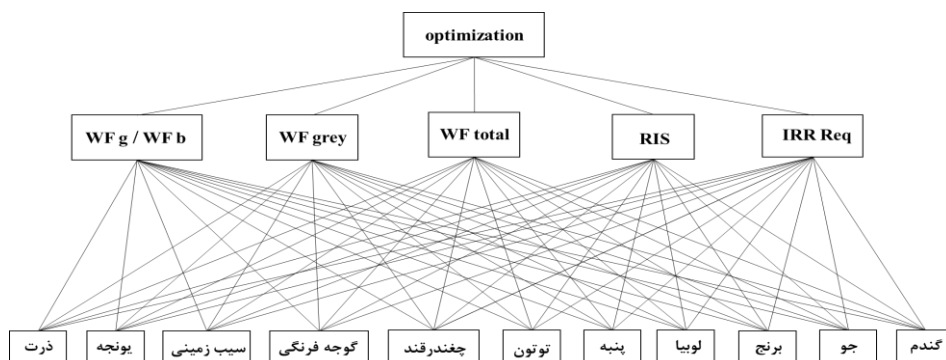 optimization
WF g / WF b
WF grey
WF total
RIS
IRR Req
ذرت
یونجه
سیب زمینی
گوجه فرنگی
چغندرقند
توتون
پنبه
لوبیا
برنج
جو
گندم